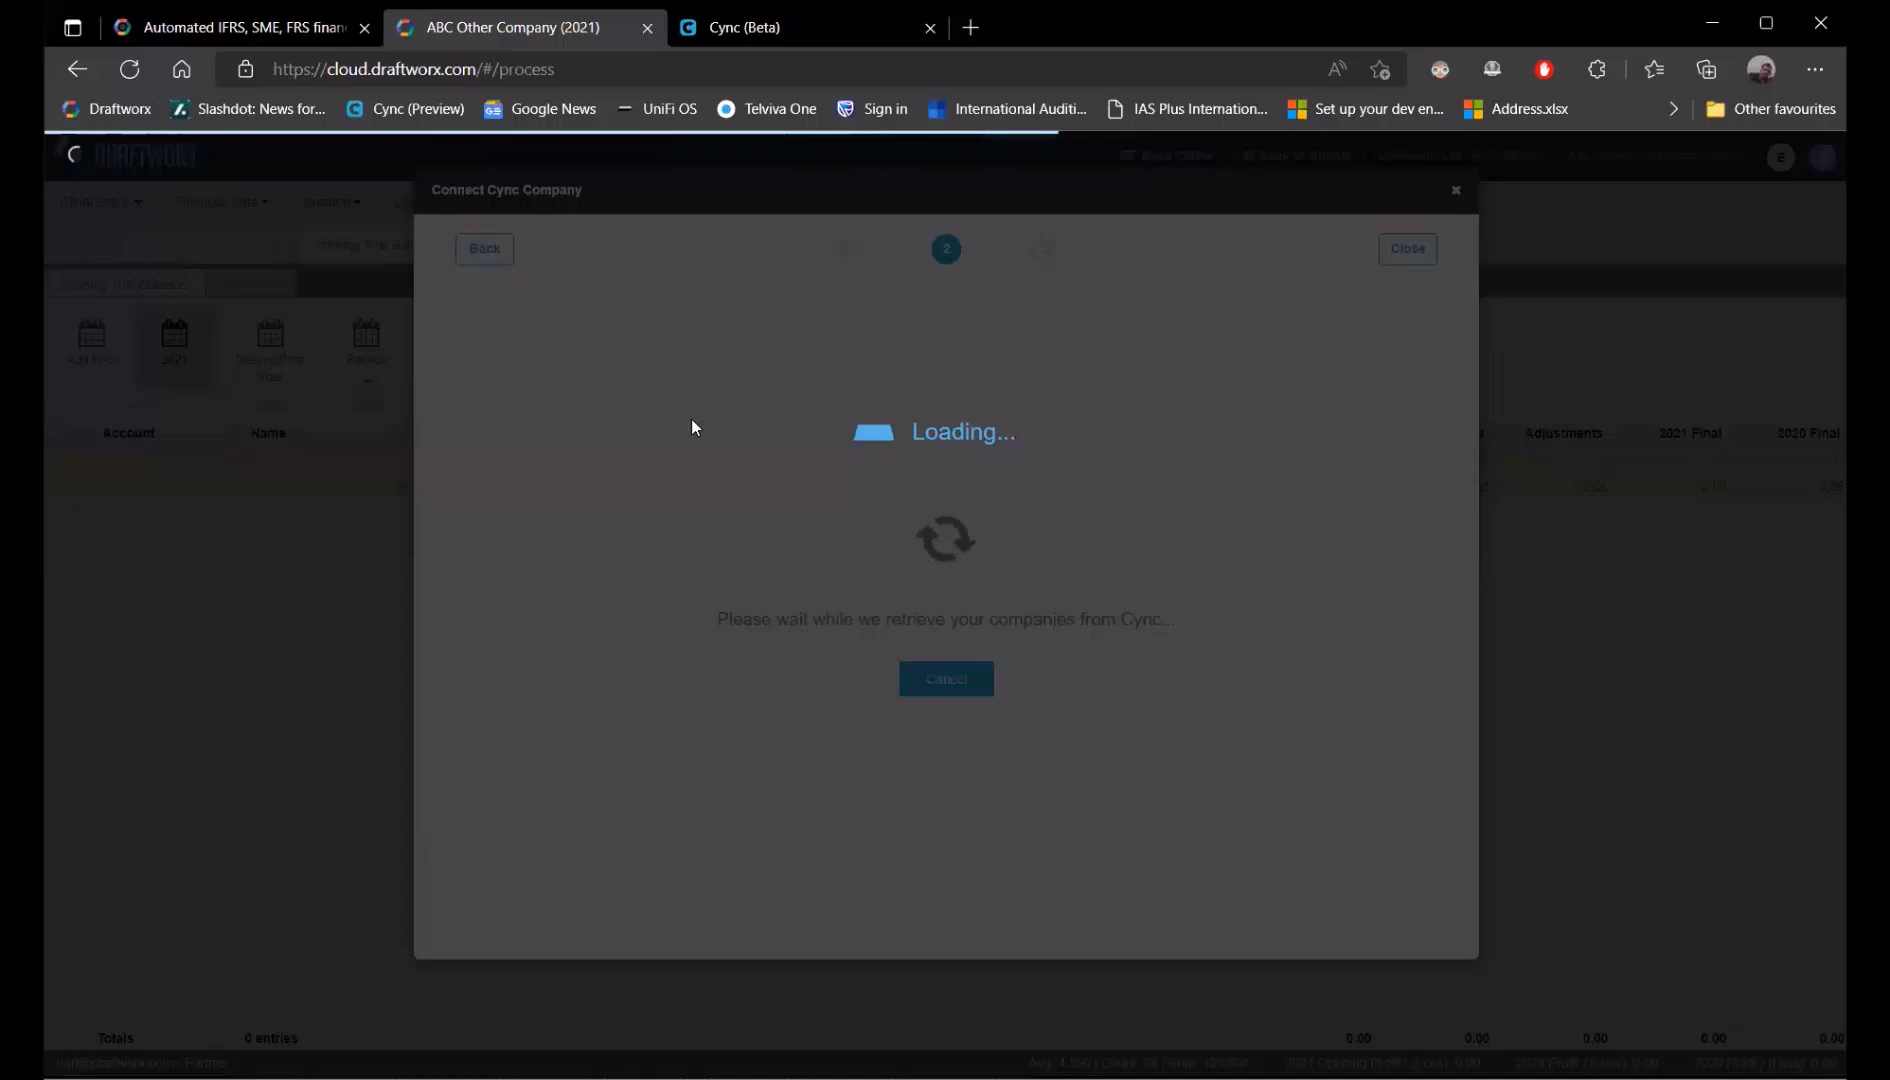 Automated IFRS, SME, FRS finan
ABC Other Company (2021)
Cync (Beta)
https://cloud.draftworx.com/#/process
Draftworx
Slashdot: News for...
Cync (Preview)
Google News
UniFi OS
Telviva One
Sign in
International Auditi...
IAS Plus Internation...
Set up your dev en...
Address.xlsx
Other favourites
DRAFTWORX
Connect Cync Company
E
Back
2
3
Close
2021
Periods
Loading...
Account
Name
Adjustments
2021 Final
2020 Final
Please wait while we retrieve your companies from Cync...
Cancel
Totals
0 entries
0.00
0.00
0.00
0.00
0.00